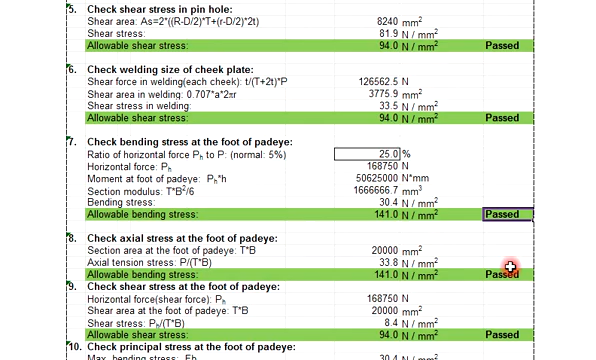 5. Check shear stress in pin hole:
Shear area: As=2*((R-D/2)*T+(r-D/2)*2t) 8240 mm²
Shear stress: 81.9 N / mm²
Allowable shear stress: 94.0 N / mm² Passed
6. Check welding size of cheek plate:
Shear force in welding(each cheek): t/(T+2t)*P 126562.5 N
Shear area in welding: 0.707*a*2πr 3775.9 mm²
Shear stress in welding: 33.5 N / mm²
Allowable shear stress: 94.0 N / mm² Passed
7. Check bending stress at the foot of padeye:
Ratio of horizontal force Ph to P: (normal: 5%) 25.0 %
Horizontal force: Ph 168750 N
Moment at foot of padeye: Ph*h 50625000 N*mm
Section modulus: T*B²/6 1666666.7 mm³
Bending stress: 30.4 N / mm²
Allowable bending stress: 141.0 N / mm² Passed
8. Check axial stress at the foot of padeye:
Section area at the foot of padeye: T*B 20000 mm²
Axial tension stress: P/(T*B) 33.8 N / mm²
Allowable bending stress: 141.0 N / mm² Passed
9. Check shear stress at the foot of padeye:
Horizontal force(shear force): Ph 168750 N
Shear area at the foot of padeye: T*B 20000 mm²
Shear stress: Ph/(T*B) 8.4 N / mm²
Allowable shear stress: 94.0 N / mm² Passed
10. Check principal stress at the foot of padeye:
Max. bending stress: Fb 30.4 N / mm²